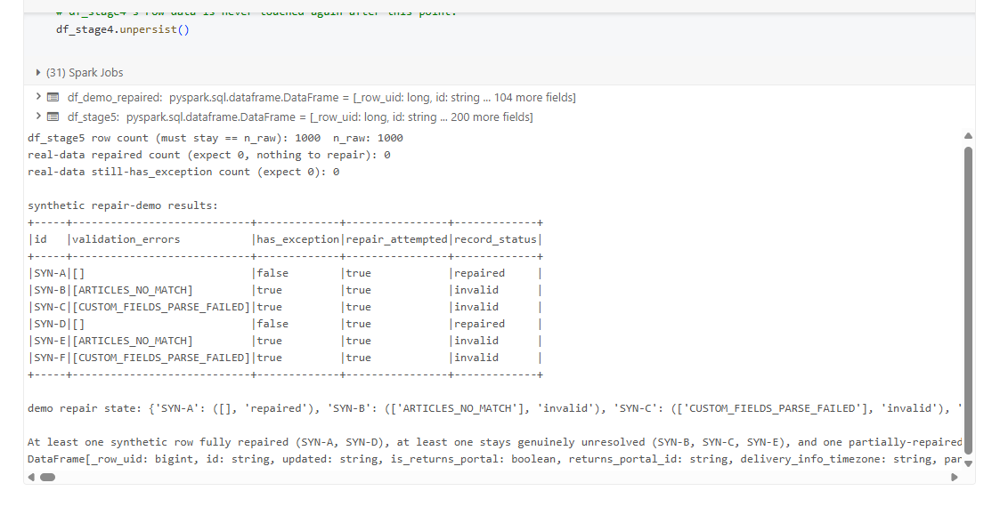 # df_stage4's row data is never touched again after this point.
df_stage4.unpersist()
(31) Spark Jobs
df_demo_repaired: pyspark.sql.dataframe.DataFrame = [_row_uid: long, id: string ... 104 more fields]
df_stage5: pyspark.sql.dataframe.DataFrame = [_row_uid: long, id: string ... 200 more fields]
df_stage5 row count (must stay == n_raw): 1000  n_raw: 1000
real-data repaired count (expect 0, nothing to repair): 0
real-data still-has_exception count (expect 0): 0
synthetic repair-demo results:
+-----+---------------------------+-------------+----------------+-------------+
|id   |validation_errors          |has_exception|repair_attempted|record_status|
+-----+---------------------------+-------------+----------------+-------------+
|SYN-A|[]                         |false        |true            |repaired     |
|SYN-B|[ARTICLES_NO_MATCH]        |true         |true            |invalid      |
|SYN-C|[CUSTOM_FIELDS_PARSE_FAILED]|true         |true            |invalid      |
|SYN-D|[]                         |false        |true            |repaired     |
|SYN-E|[ARTICLES_NO_MATCH]        |true         |true            |invalid      |
|SYN-F|[CUSTOM_FIELDS_PARSE_FAILED]|true         |true            |invalid      |
+-----+---------------------------+-------------+----------------+-------------+
demo repair state: {'SYN-A': ([], 'repaired'), 'SYN-B': (['ARTICLES_NO_MATCH'], 'invalid'), 'SYN-C': (['CUSTOM_FIELDS_PARSE_FAILED'], 'invalid'), '
At least one synthetic row fully repaired (SYN-A, SYN-D), at least one stays genuinely unresolved (SYN-B, SYN-C, SYN-E), and one partially-repaired
DataFrame[_row_uid: bigint, id: string, updated: string, is_returns_portal: boolean, returns_portal_id: string, delivery_info_timezone: string, par